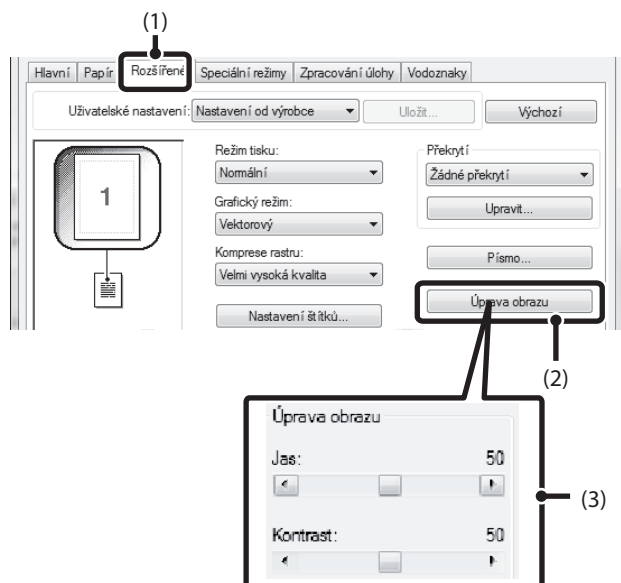 (1)
Hlavní Papír Rozšířené Speciální režimy Zpracování úlohy Vodoznaky
Uživatelské nastavení: Nastavení od výrobce Uložit... Výchozí
Režim tisku: Překrytí
Normální Žádné překrytí
1
Grafický režim: Upravit...
Vektorový
Komprese rastru: Písmo...
Velmi vysoká kvalita
Úprava obrazu
Nastavení štítků...
(2)
Úprava obrazu
Jas: 50
(3)
Kontrast: 50